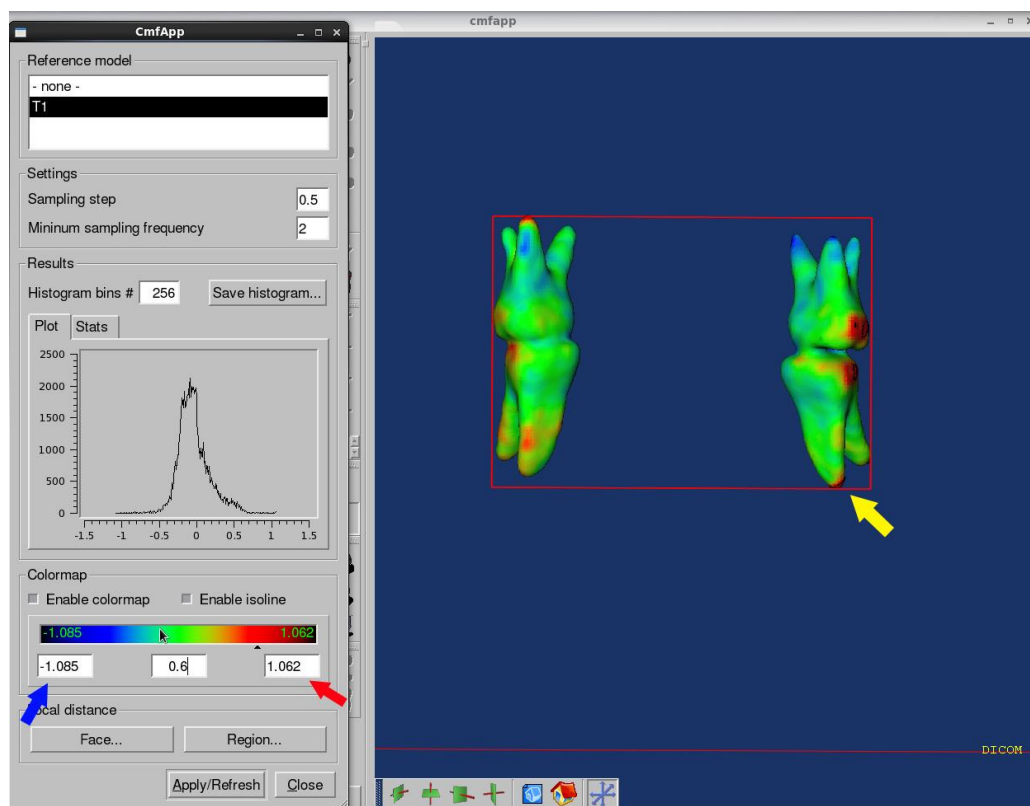 CmfApp
cmfapp
Reference model
- none -
T1
Settings
Sampling step 0.5
Mininum sampling frequency 2
Results
Histogram bins # 256 Save histogram...
Plot Stats
2500
2000
1500
1000
500
0
-1.5 -1 -0.5 0 0.5 1 1.5
Colormap
Enable colormap Enable isoline
-1.085 1.062
-1.085 0.6 1.062
distance
Face... Region...
Apply/Refresh Close
DICOM